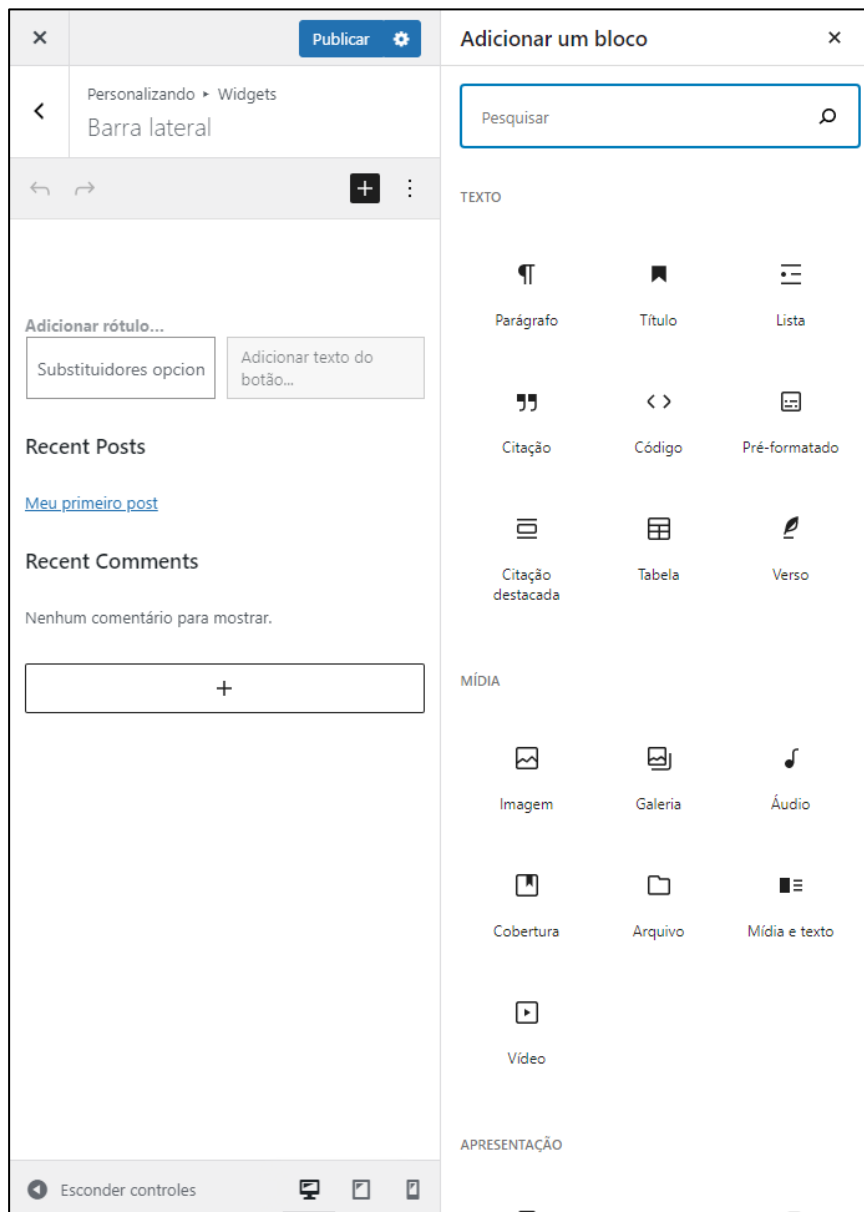 Publicar
Personalizando ▸ Widgets
Barra lateral
Adicionar rótulo...
Substituidores opcion
Adicionar texto do
botão...
Recent Posts
Meu primeiro post
Recent Comments
Nenhum comentário para mostrar.
Esconder controles
Adicionar um bloco
Pesquisar
TEXTO
Parágrafo
Título
Lista
Citação
Código
Pré-formatado
Citação
destacada
Tabela
Verso
MÍDIA
Imagem
Galeria
Áudio
Cobertura
Arquivo
Mídia e texto
Vídeo
APRESENTAÇÃO